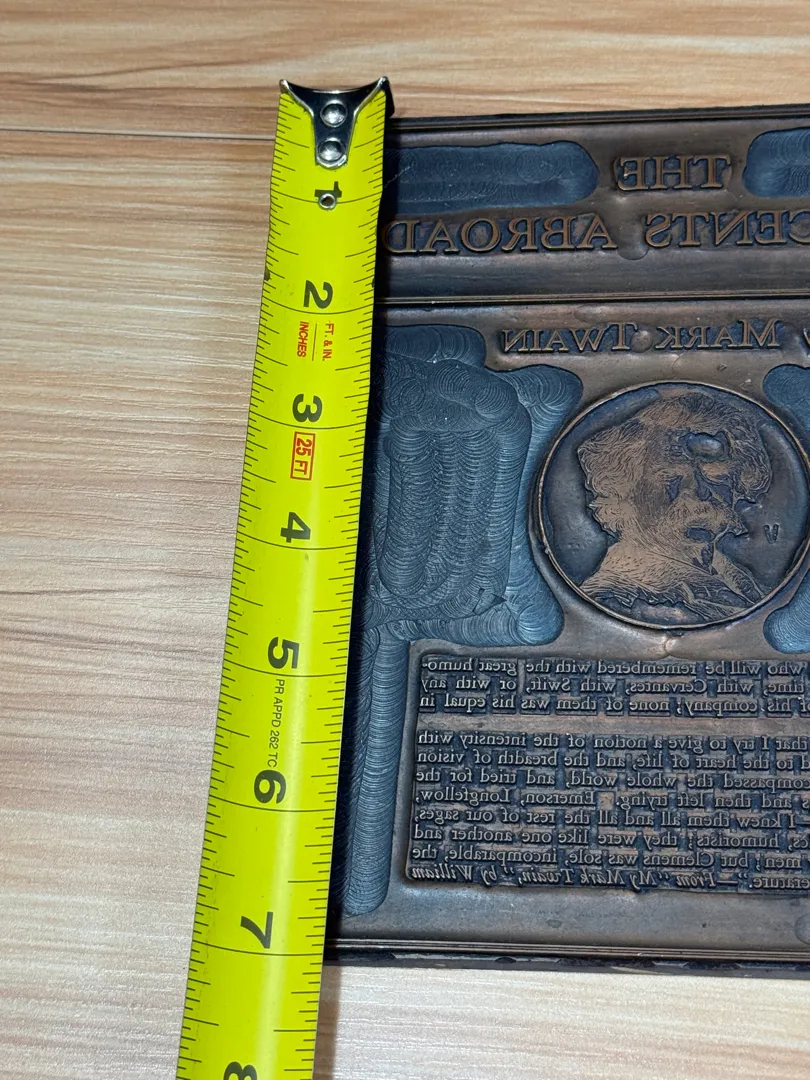 1
2
FT. & IN.
INCHES
3
25 FT
4
5
PR APPD 262 TC
6
7
8
THE
CENTS ABROAD
MARK TWAIN
who will be remembered with the great humo-
time, with Cervantes, with Swift, or with any
of his company; none of them was his equal in
that I try to give a notion of the intensity with
to the heart of life, and the breadth of vision
compassed the whole world, and tried for the
and then left trying. Emerson, Longfellow,
—I knew them all and all the rest of our sages,
humorists; they were like one another and
men; but Clemens was sole, incomparable, the
erature.—From "My Mark Twain," by William